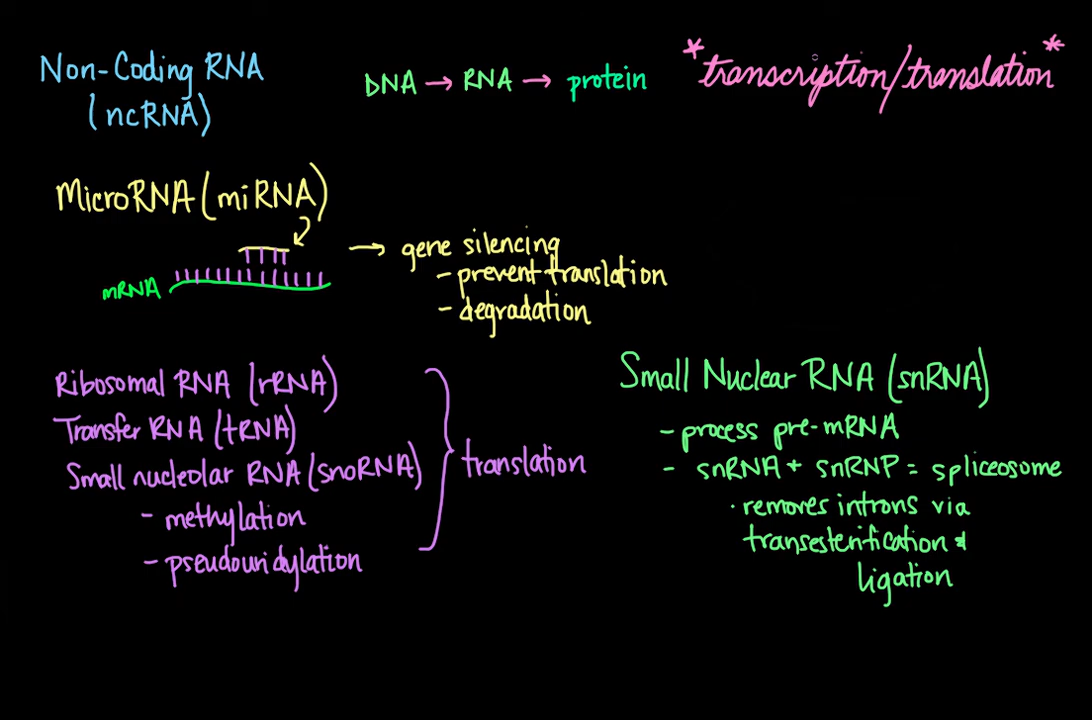 Non-Coding RNA
(ncRNA)
DNA → RNA → protein
*transcription/translation*
MicroRNA (miRNA)
mRNA
→ gene silencing
- prevent translation
- degradation
Ribosomal RNA (rRNA)
Transfer RNA (tRNA)
Small nucleolar RNA (snoRNA)
- methylation
- pseudouridylation
translation
Small Nuclear RNA (snRNA)
- process pre-mRNA
- snRNA + snRNP = spliceosome
· removes introns via
transesterification &
ligation